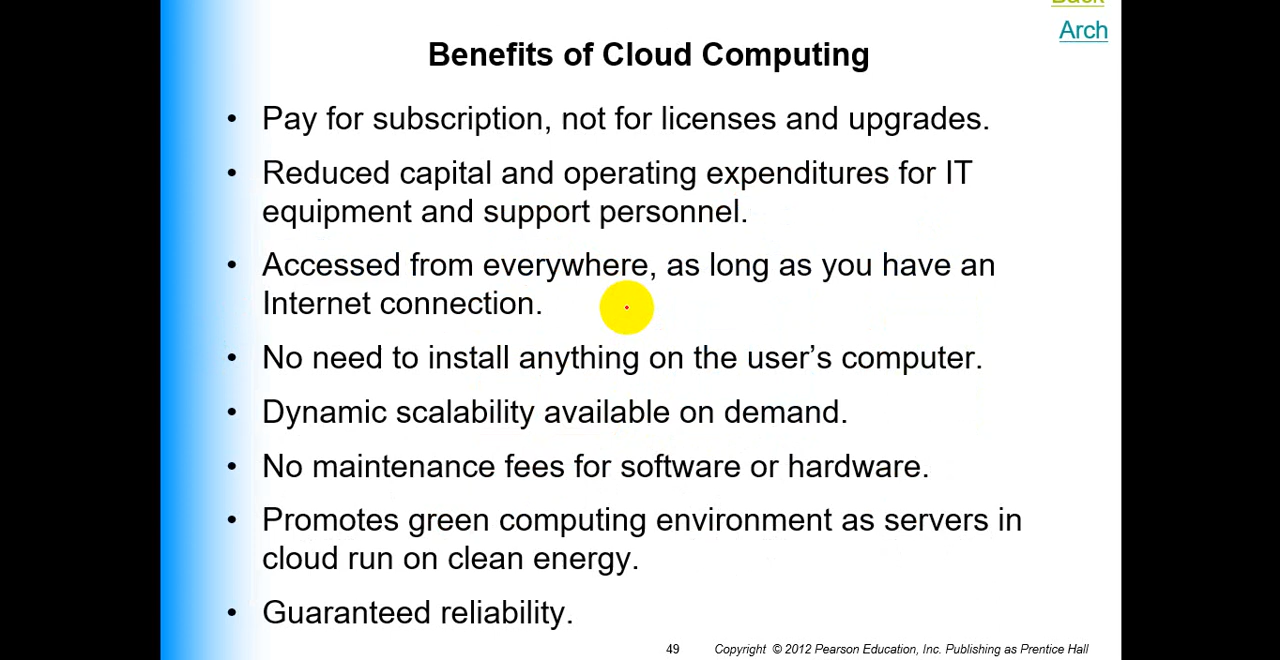 Back
Arch
Benefits of Cloud Computing
• Pay for subscription, not for licenses and upgrades.
• Reduced capital and operating expenditures for IT
equipment and support personnel.
• Accessed from everywhere, as long as you have an
Internet connection.
• No need to install anything on the user’s computer.
• Dynamic scalability available on demand.
• No maintenance fees for software or hardware.
• Promotes green computing environment as servers in
cloud run on clean energy.
• Guaranteed reliability.
49 Copyright © 2012 Pearson Education, Inc. Publishing as Prentice Hall